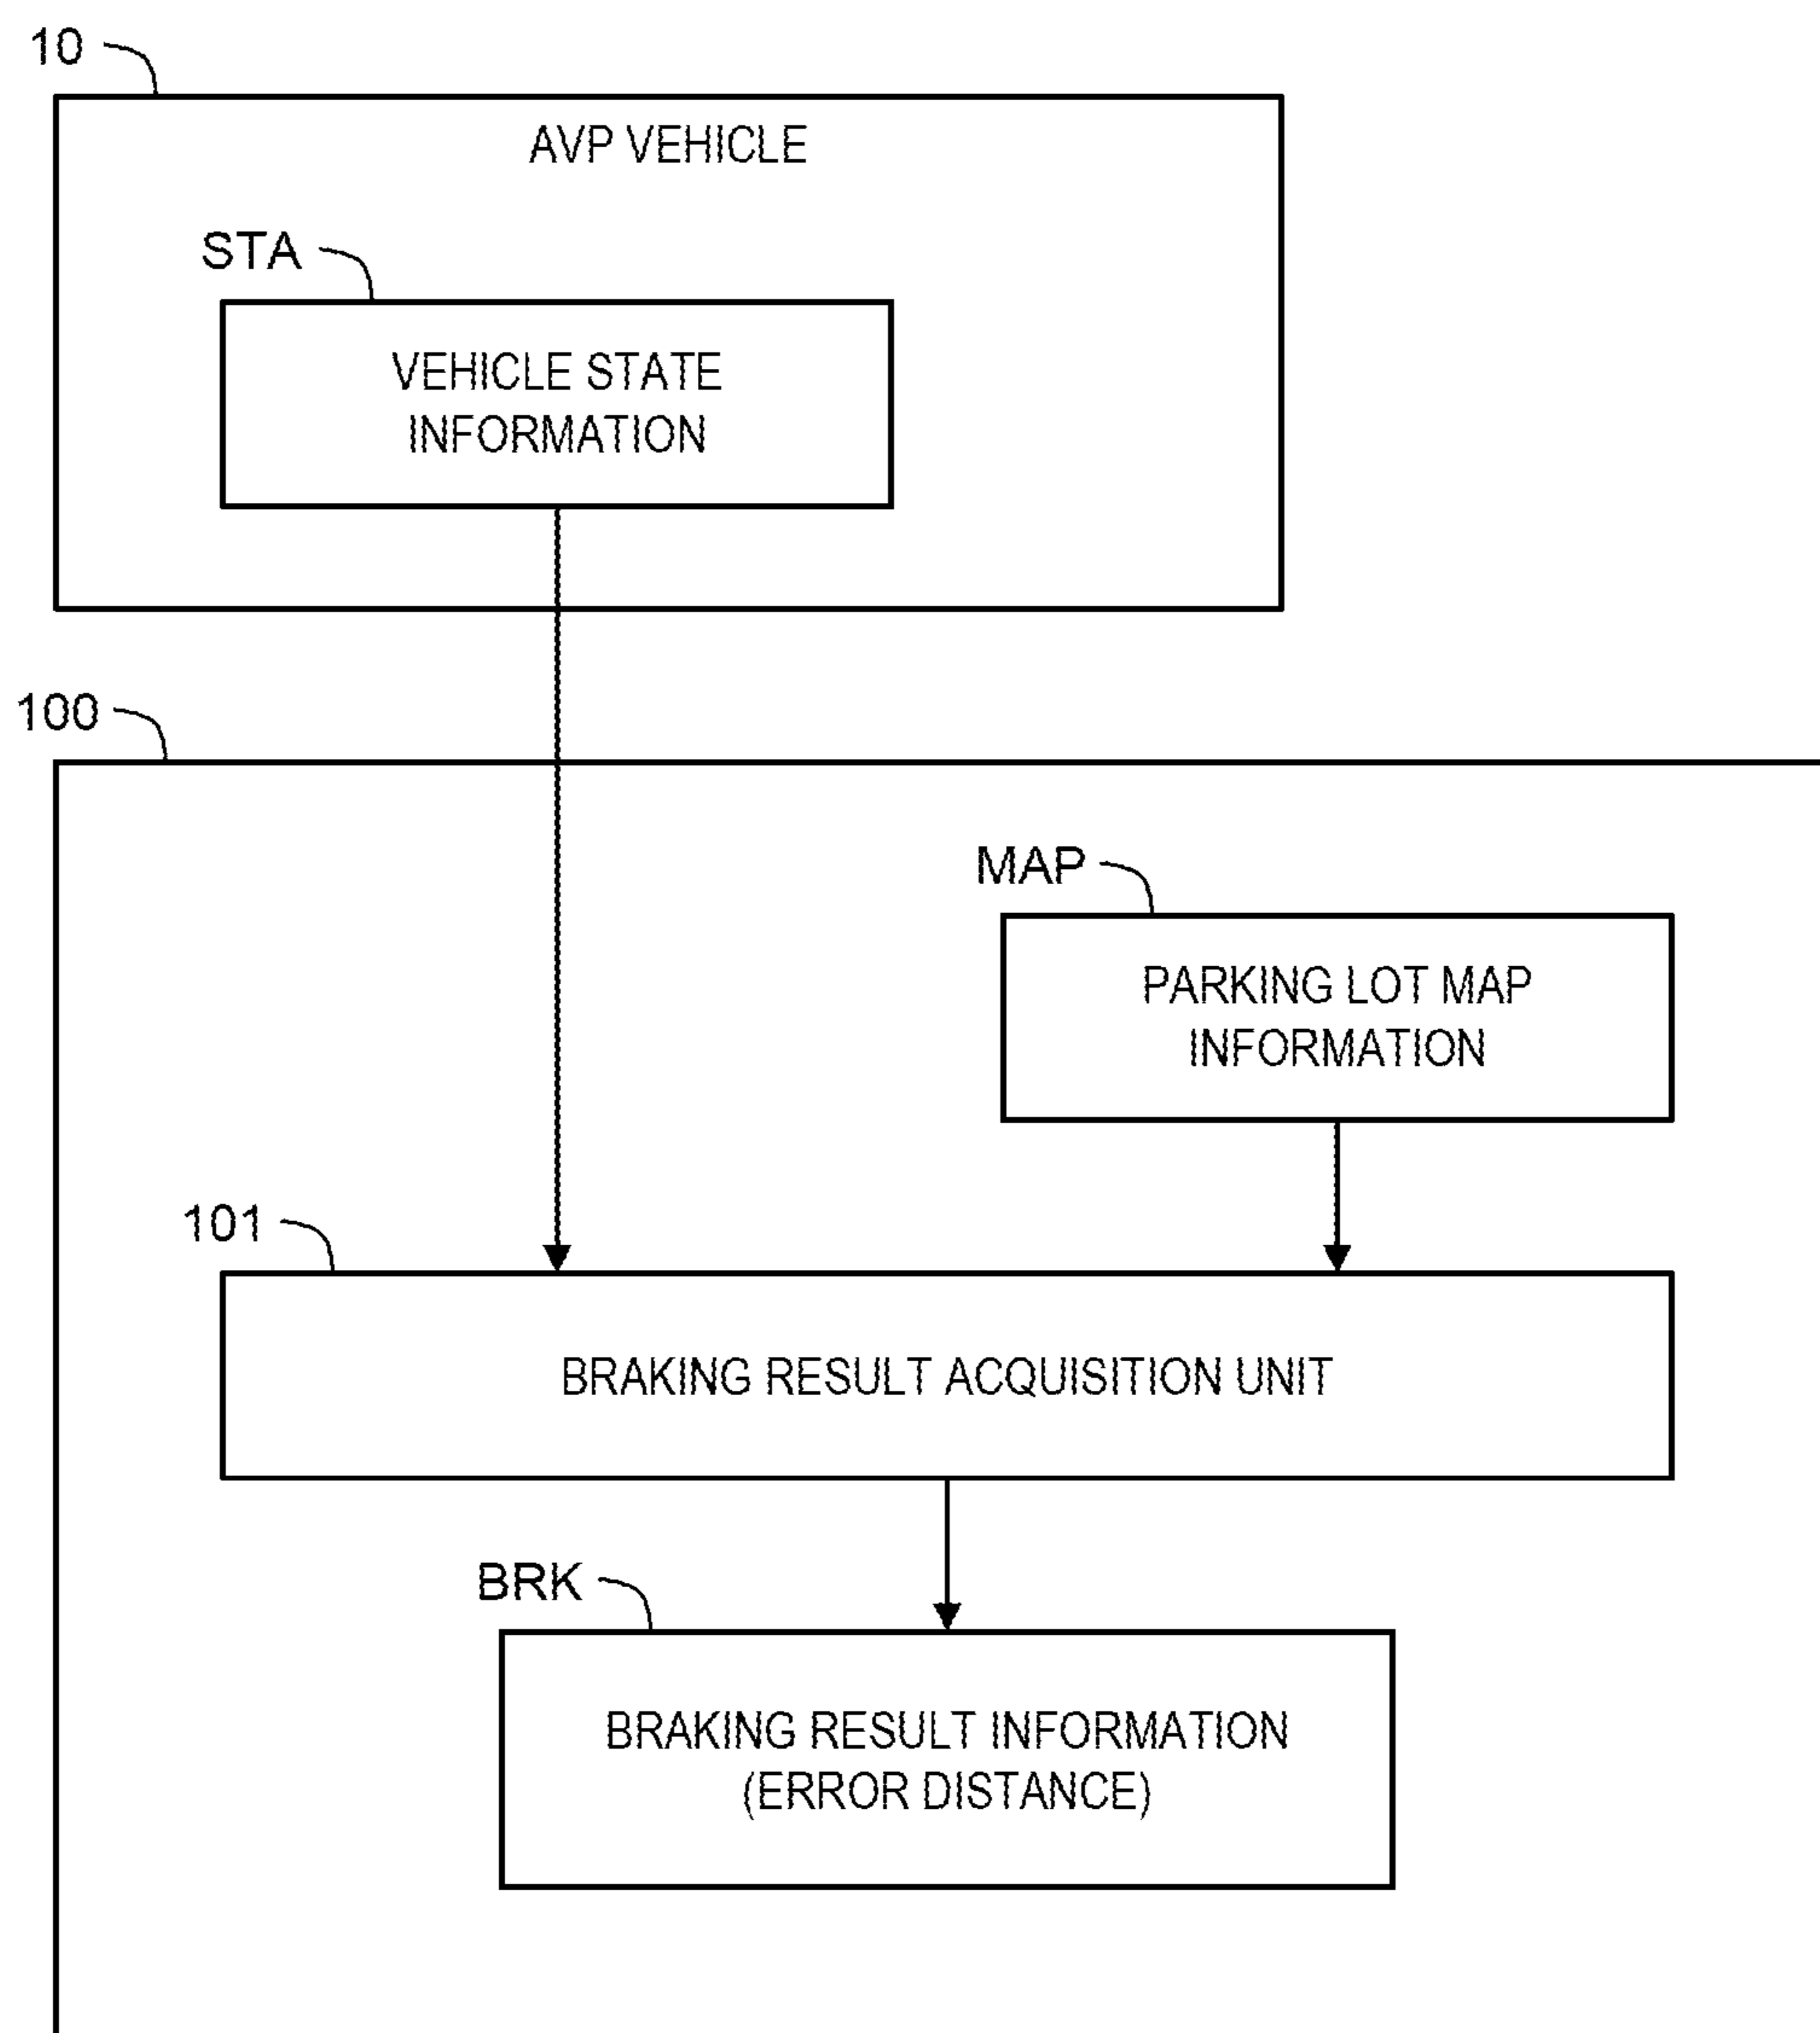 10
AVP VEHICLE
STA
VEHICLE STATE
INFORMATION
100
MAP
PARKING LOT MAP
INFORMATION
101
BRAKING RESULT ACQUISITION UNIT
BRK
BRAKING RESULT INFORMATION
(ERROR DISTANCE)